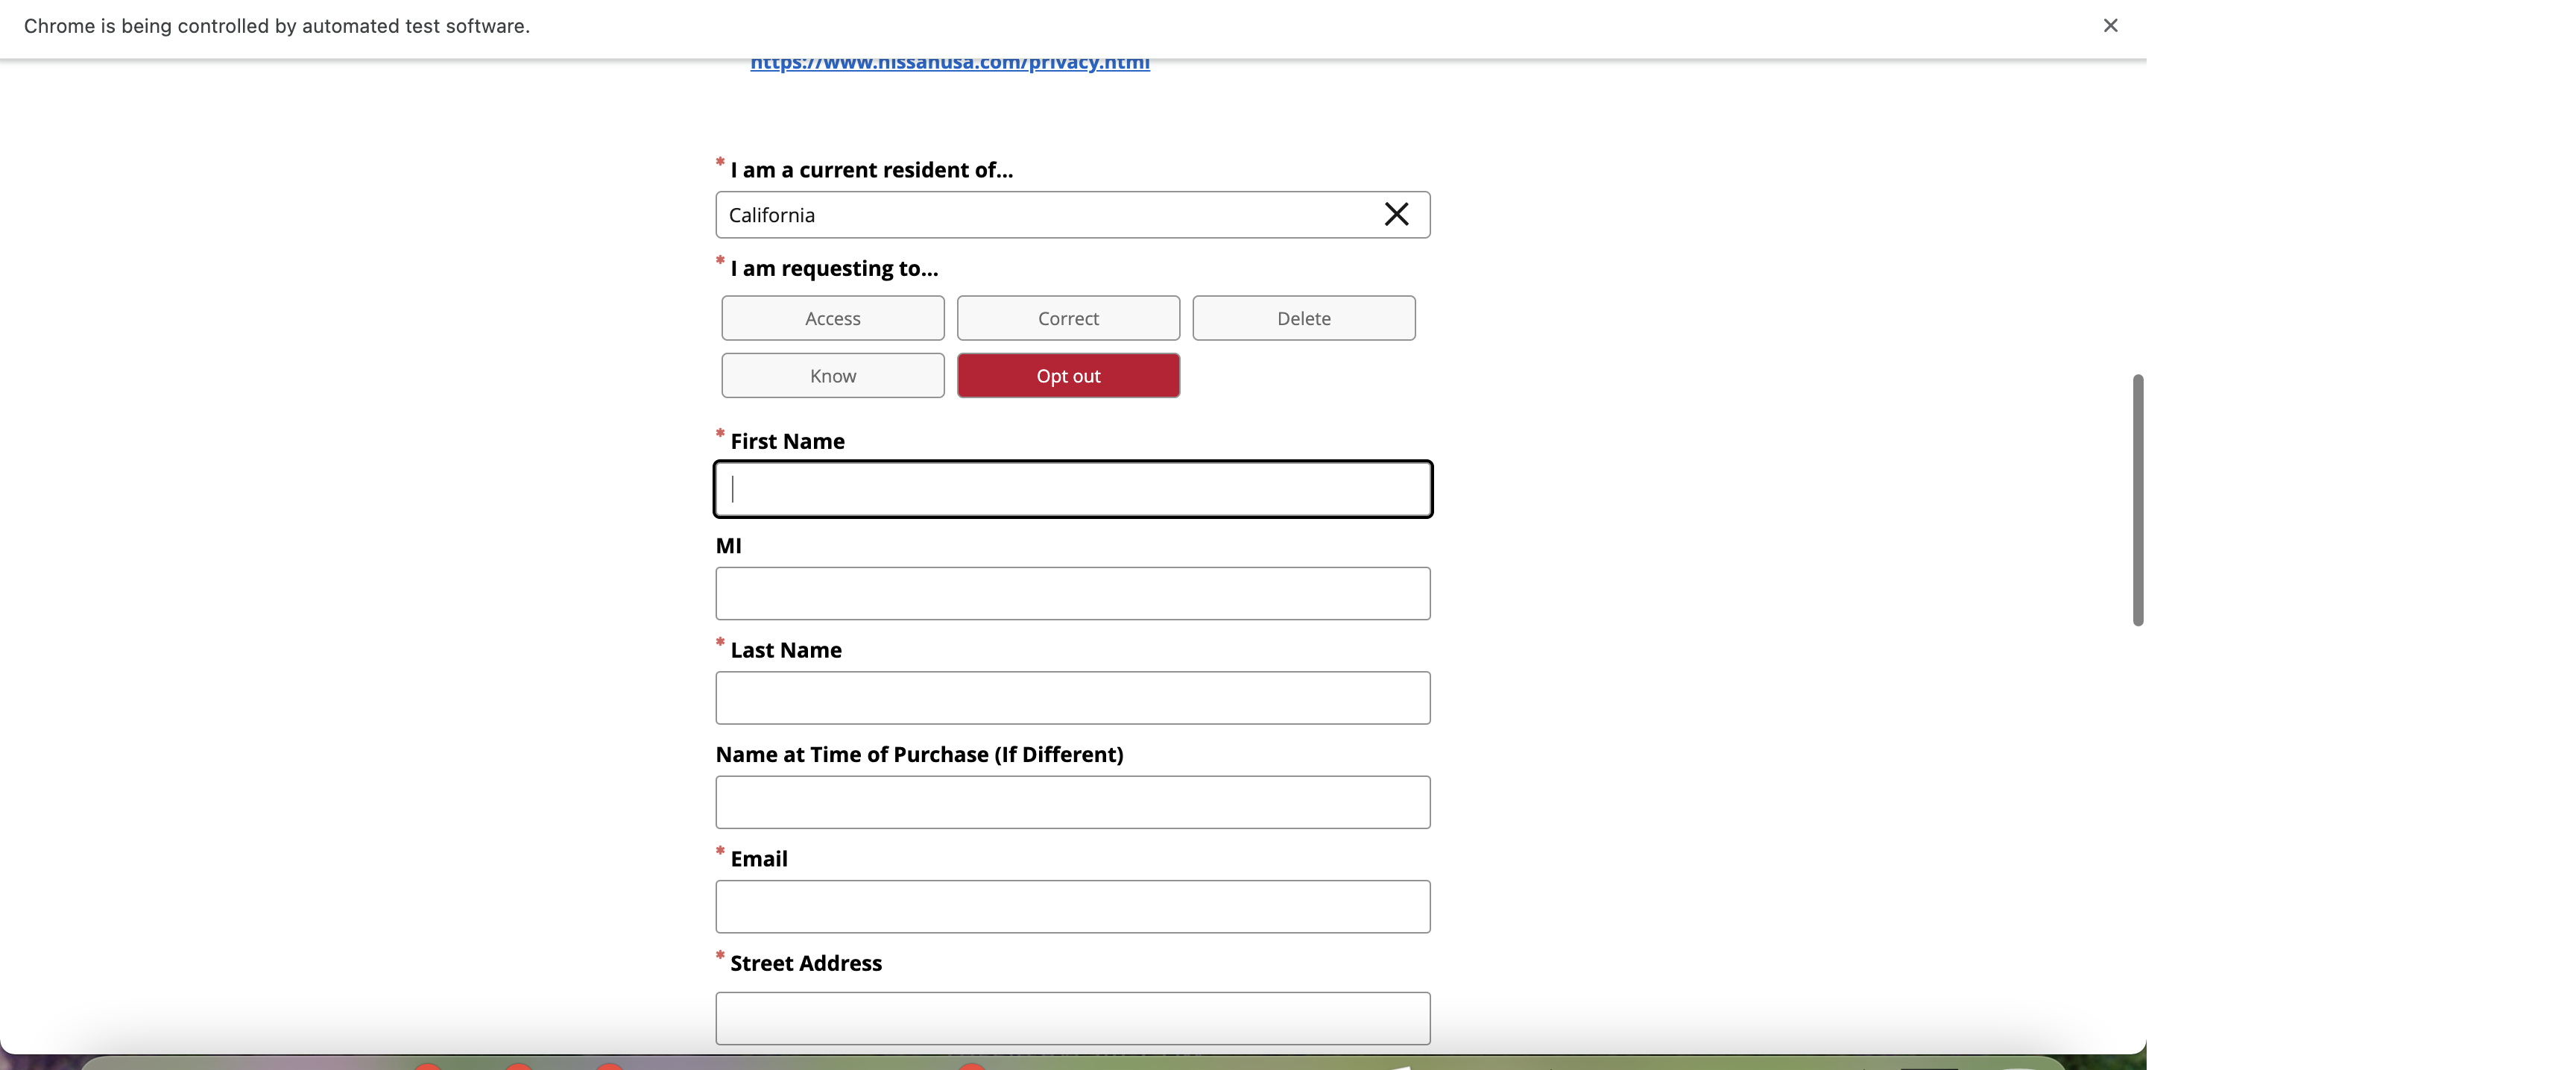 Chrome is being controlled by automated test software.
https://www.nissanusa.com/privacy.html
* I am a current resident of...
California
* I am requesting to...
Access Correct Delete
Know Opt out
* First Name
MI
* Last Name
Name at Time of Purchase (If Different)
* Email
* Street Address